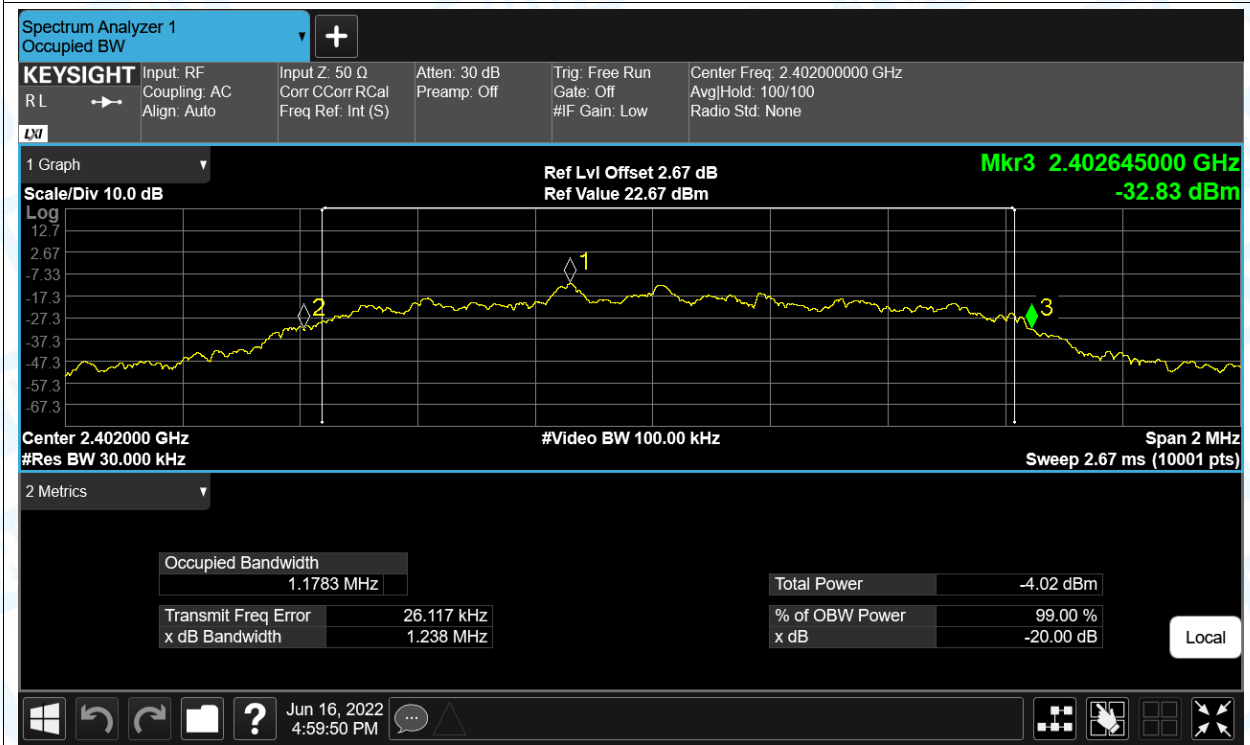 Spectrum Analyzer 1
Occupied BW
▼
+
KEYSIGHT
R L
LXI
Input: RF
Coupling: AC
Align: Auto
Input Z: 50 Ω
Corr CCorr RCal
Freq Ref: Int (S)
Atten: 30 dB
Preamp: Off
Trig: Free Run
Gate: Off
#IF Gain: Low
Center Freq: 2.402000000 GHz
Avg|Hold: 100/100
Radio Std: None
1 Graph ▼
Scale/Div 10.0 dB
Ref Lvl Offset 2.67 dB
Ref Value 22.67 dBm
Mkr3 2.402645000 GHz
-32.83 dBm
Log
12.7
2.67
-7.33
-17.3
-27.3
-37.3
-47.3
-57.3
-67.3
1
2
3
Center 2.402000 GHz
#Video BW 100.00 kHz
Span 2 MHz
#Res BW 30.000 kHz
Sweep 2.67 ms (10001 pts)
2 Metrics ▼
Occupied Bandwidth
1.1783 MHz
Total Power -4.02 dBm
Transmit Freq Error 26.117 kHz
% of OBW Power 99.00 %
x dB Bandwidth 1.238 MHz
x dB -20.00 dB
Local
?
Jun 16, 2022
4:59:50 PM